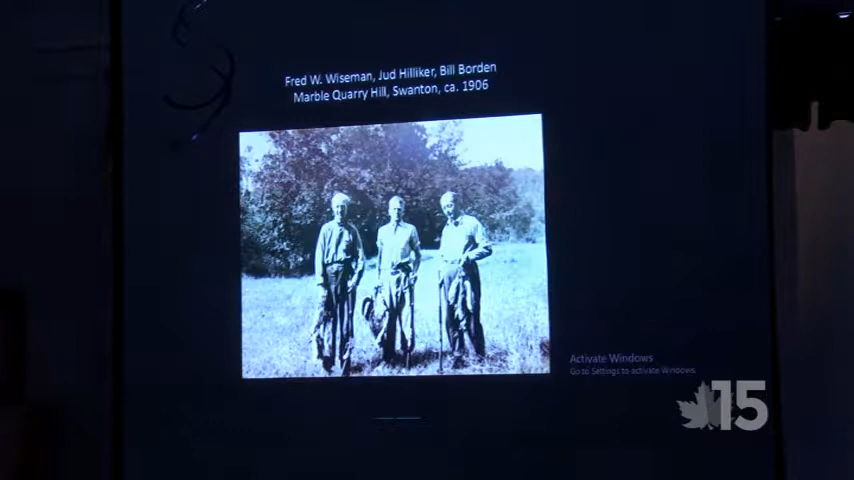 Fred W. Wiseman, Jud Hilliker, Bill Borden
Marble Quarry Hill, Swanton, ca. 1906
Activate Windows
Go to Settings to activate Windows.
15